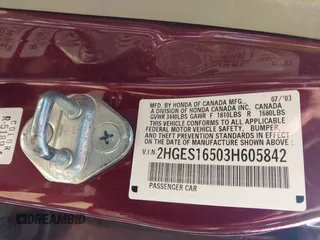 MFD. BY HONDA OF CANADA MFG., CANADA 07/'03
A DIVISION OF HONDA CANADA INC.
GVWR 3440LBS GAWR F 1810LBS R 1680LBS
THIS VEHICLE CONFORMS TO ALL APPLICABLE
FEDERAL MOTOR VEHICLE SAFETY, BUMPER,
AND THEFT PREVENTION STANDARDS IN EFFECT
ON THE DATE OF MANUFACTURE SHOWN ABOVE.
V.I.N. 2HGES16503H605842
PASSENGER CAR
COLOR
DREAMBID